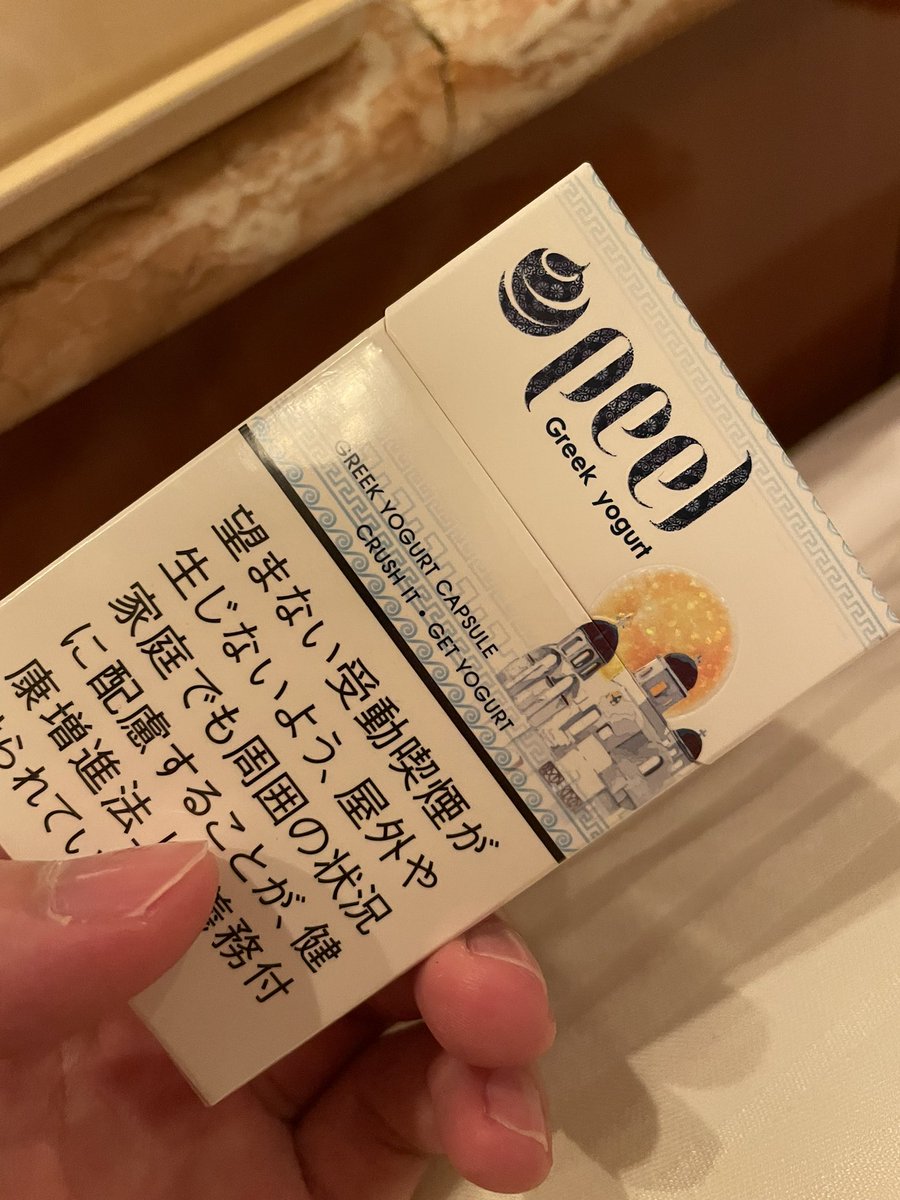 peel
Greek yogurt
GREEK YOGURT CAPSULE
CRUSH IT • GET YOGURT
望まない受動喫煙が
生じないよう、屋外や
家庭でも周囲の状況
に配慮することが、健
康増進法上
務付
られてい